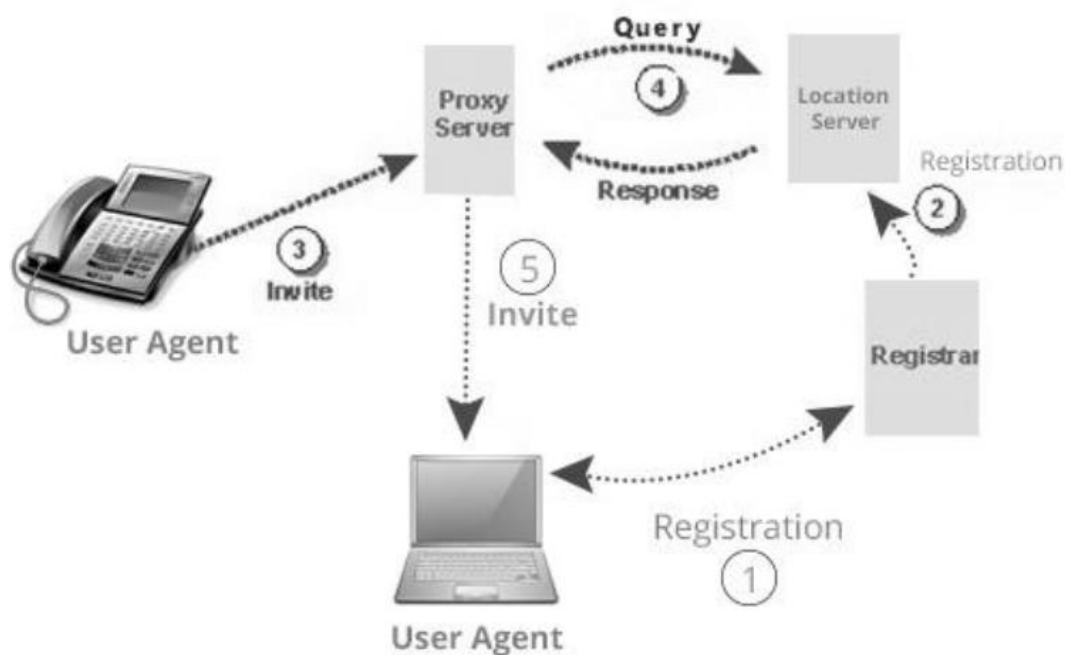 Query
4
Proxy
Server
Location
Server
Response
Registration
2
3
Invite
User Agent
5
Invite
Registrar
Registration
1
User Agent